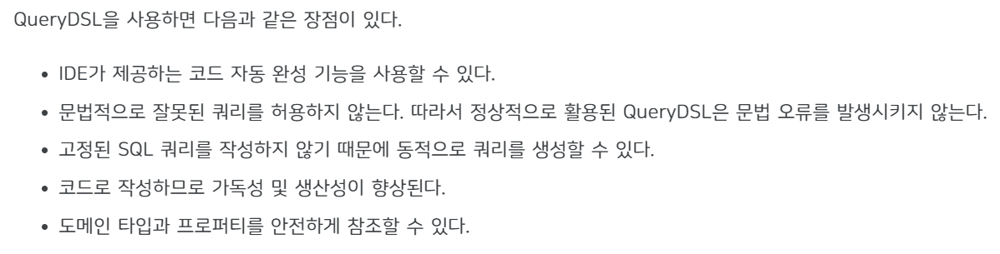 QueryDSL을 사용하면 다음과 같은 장점이 있다.
• IDE가 제공하는 코드 자동 완성 기능을 사용할 수 있다.
• 문법적으로 잘못된 쿼리를 허용하지 않는다. 따라서 정상적으로 활용된 QueryDSL은 문법 오류를 발생시키지 않는다.
• 고정된 SQL 쿼리를 작성하지 않기 때문에 동적으로 쿼리를 생성할 수 있다.
• 코드로 작성하므로 가독성 및 생산성이 향상된다.
• 도메인 타입과 프로퍼티를 안전하게 참조할 수 있다.